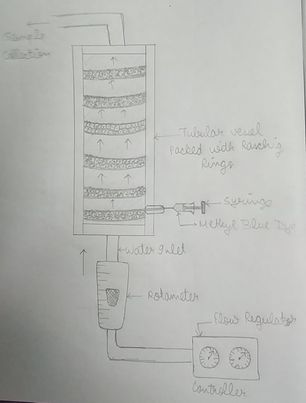 Sample
Collection
Tubular vessel
Packed with Raschig
Rings
Syringe
Methyl Blue Dye
Water Inlet
Rotameter
Flow Regulator
Controller